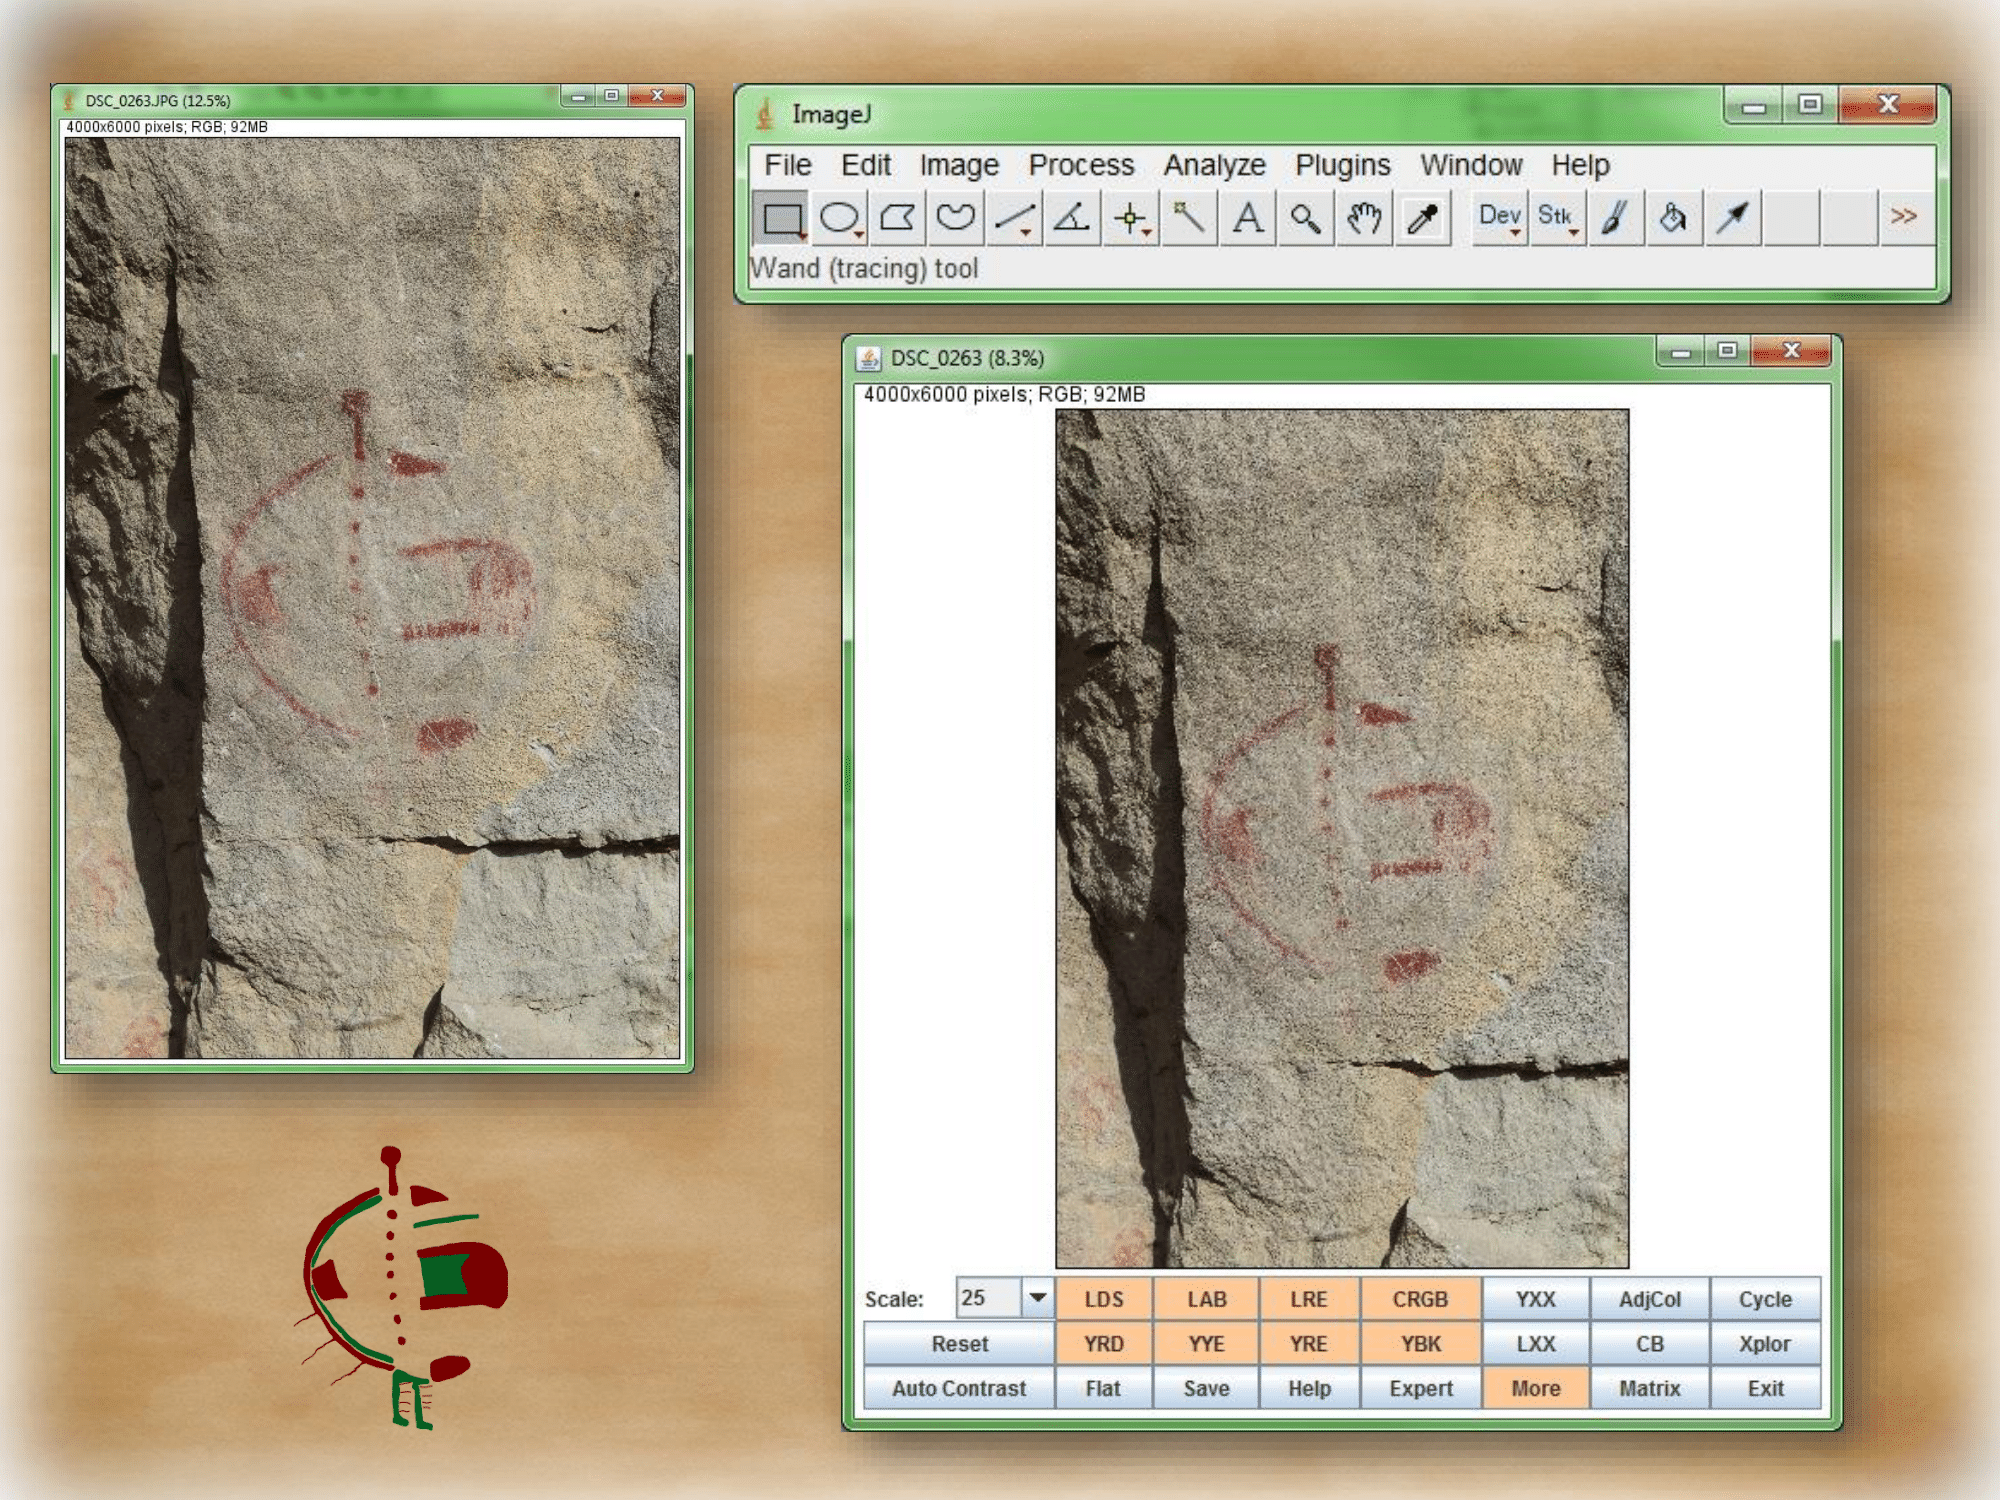 DSC_0263.JPG (12.5%)
4000x6000 pixels; RGB; 92MB
ImageJ
File Edit Image Process Analyze Plugins Window Help
A Dev Stk >>
Wand (tracing) tool
DSC_0263 (8.3%)
4000x6000 pixels; RGB; 92MB
Scale: 25 LDS LAB LRE CRGB YXX AdjCol Cycle
Reset YRD YYE YRE YBK LXX CB Xplor
Auto Contrast Flat Save Help Expert More Matrix Exit